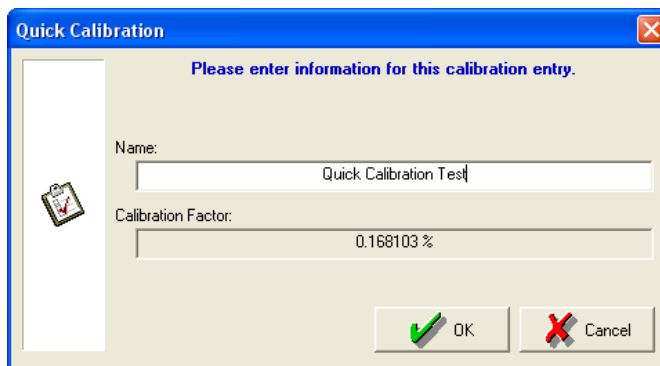 Quick Calibration
Please enter information for this calibration entry.
Name:
Quick Calibration Test
Calibration Factor:
0.168103 %
OK
Cancel